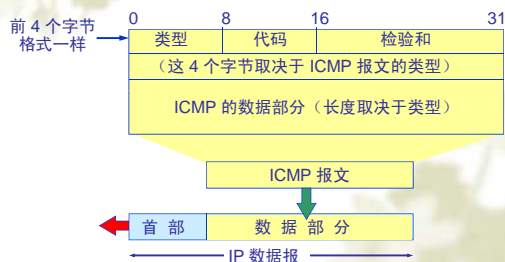 0 8 16 31
前 4 个字节
格式一样
类型 代码 检验和
（这 4 个字节取决于 ICMP 报文的类型）
ICMP 的数据部分（长度取决于类型）
ICMP 报文
首 部 数 据 部 分
IP 数据报